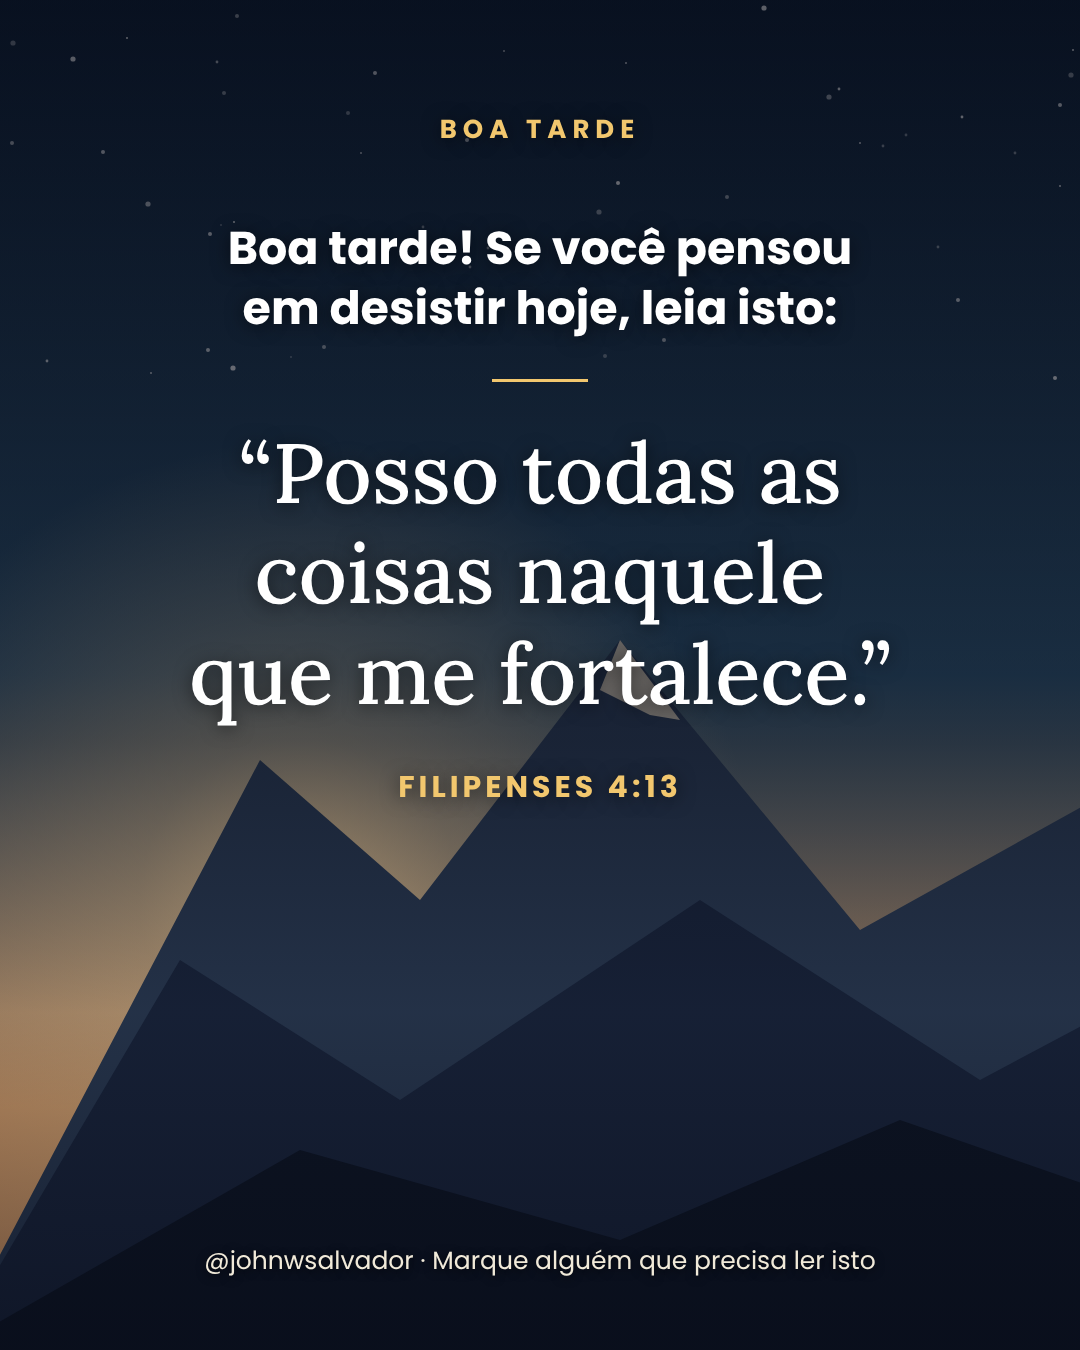 BOA TARDE
Boa tarde! Se você pensou
em desistir hoje, leia isto:
“Posso todas as
coisas naquele
que me fortalece.”
FILIPENSES 4:13
@johnwsalvador · Marque alguém que precisa ler isto